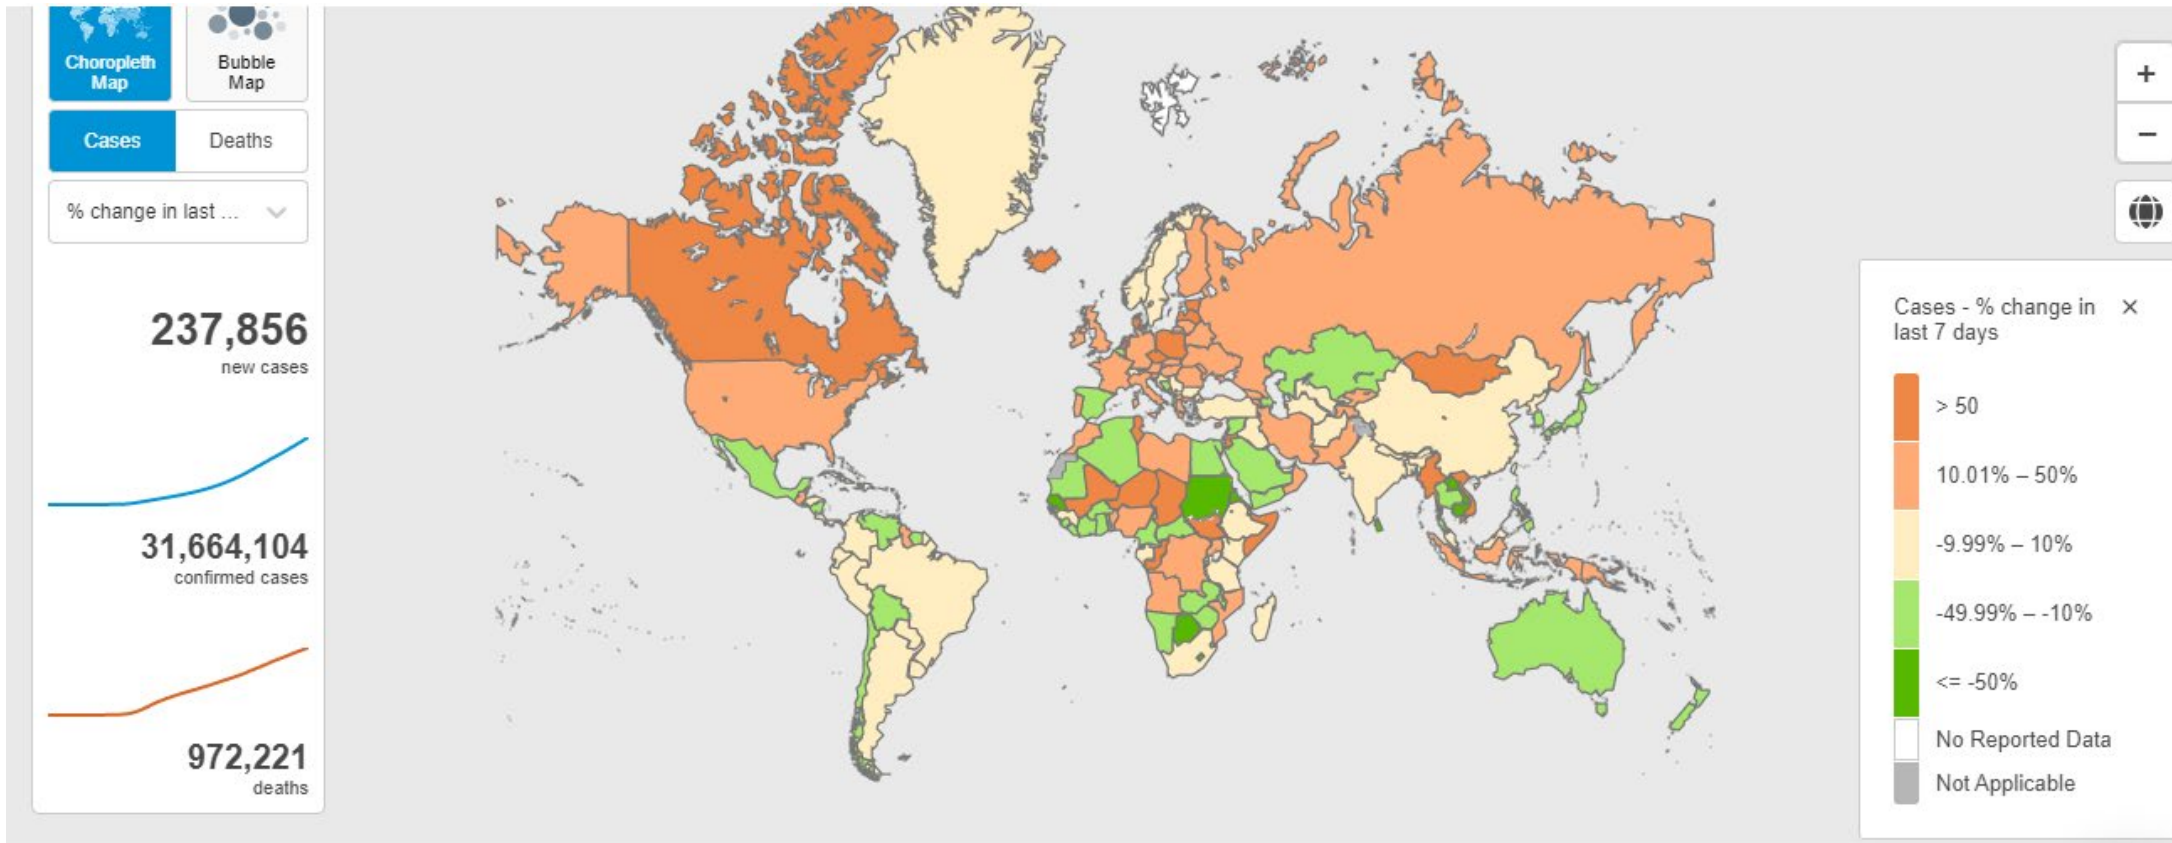 Choropleth
Map
Bubble
Map
Cases
Deaths
% change in last ...
237,856
new cases
31,664,104
confirmed cases
972,221
deaths
+
−
Cases - % change in ×
last 7 days
> 50
10.01% – 50%
-9.99% – 10%
-49.99% – -10%
<= -50%
No Reported Data
Not Applicable